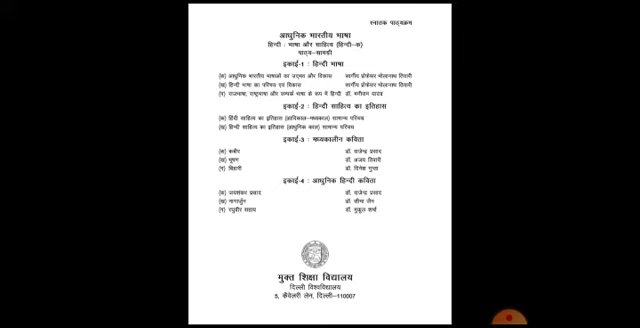 स्नातक पाठ्यक्रम
आधुनिक भारतीय भाषा
हिन्दी : भाषा और साहित्य (हिन्दी-क)
पाठ्य-सामग्री
इकाई-1 : हिन्दी भाषा
(क) आधुनिक भारतीय भाषाओं का उद्भव और विकास स्वर्गीय प्रोफेसर भोलानाथ तिवारी
(ख) हिन्दी भाषा का परिचय एवं विकास स्वर्गीय प्रोफेसर भोलानाथ तिवारी
(ग) राजभाषा, राष्ट्रभाषा और सम्पर्क भाषा के रूप में हिन्दी डॉ. यादव
इकाई-2 : हिन्दी साहित्य का इतिहास
(क) हिंदी साहित्य का इतिहास (आदिकाल-मध्यकाल) सामान्य परिचय
(ख) हिन्दी साहित्य का इतिहास (आधुनिक काल) सामान्य परिचय
इकाई-3 : मध्यकालीन कविता
(क) कबीर डॉ. राजेन्द्र प्रसाद
(ख) भूषण डॉ. अजय तिवारी
(ग) बिहारी डॉ. दिनेश गुप्ता
इकाई-4 : आधुनिक हिन्दी कविता
(क) जयशंकर प्रसाद डॉ. राजेन्द्र प्रसाद
(ख) नागार्जुन डॉ. सीमा जैन
(ग) रघुवीर सहाय डॉ. मुकुल शर्मा
मुक्त शिक्षा विद्यालय
दिल्ली विश्वविद्यालय
5, कैवेलरी लेन, दिल्ली-110007